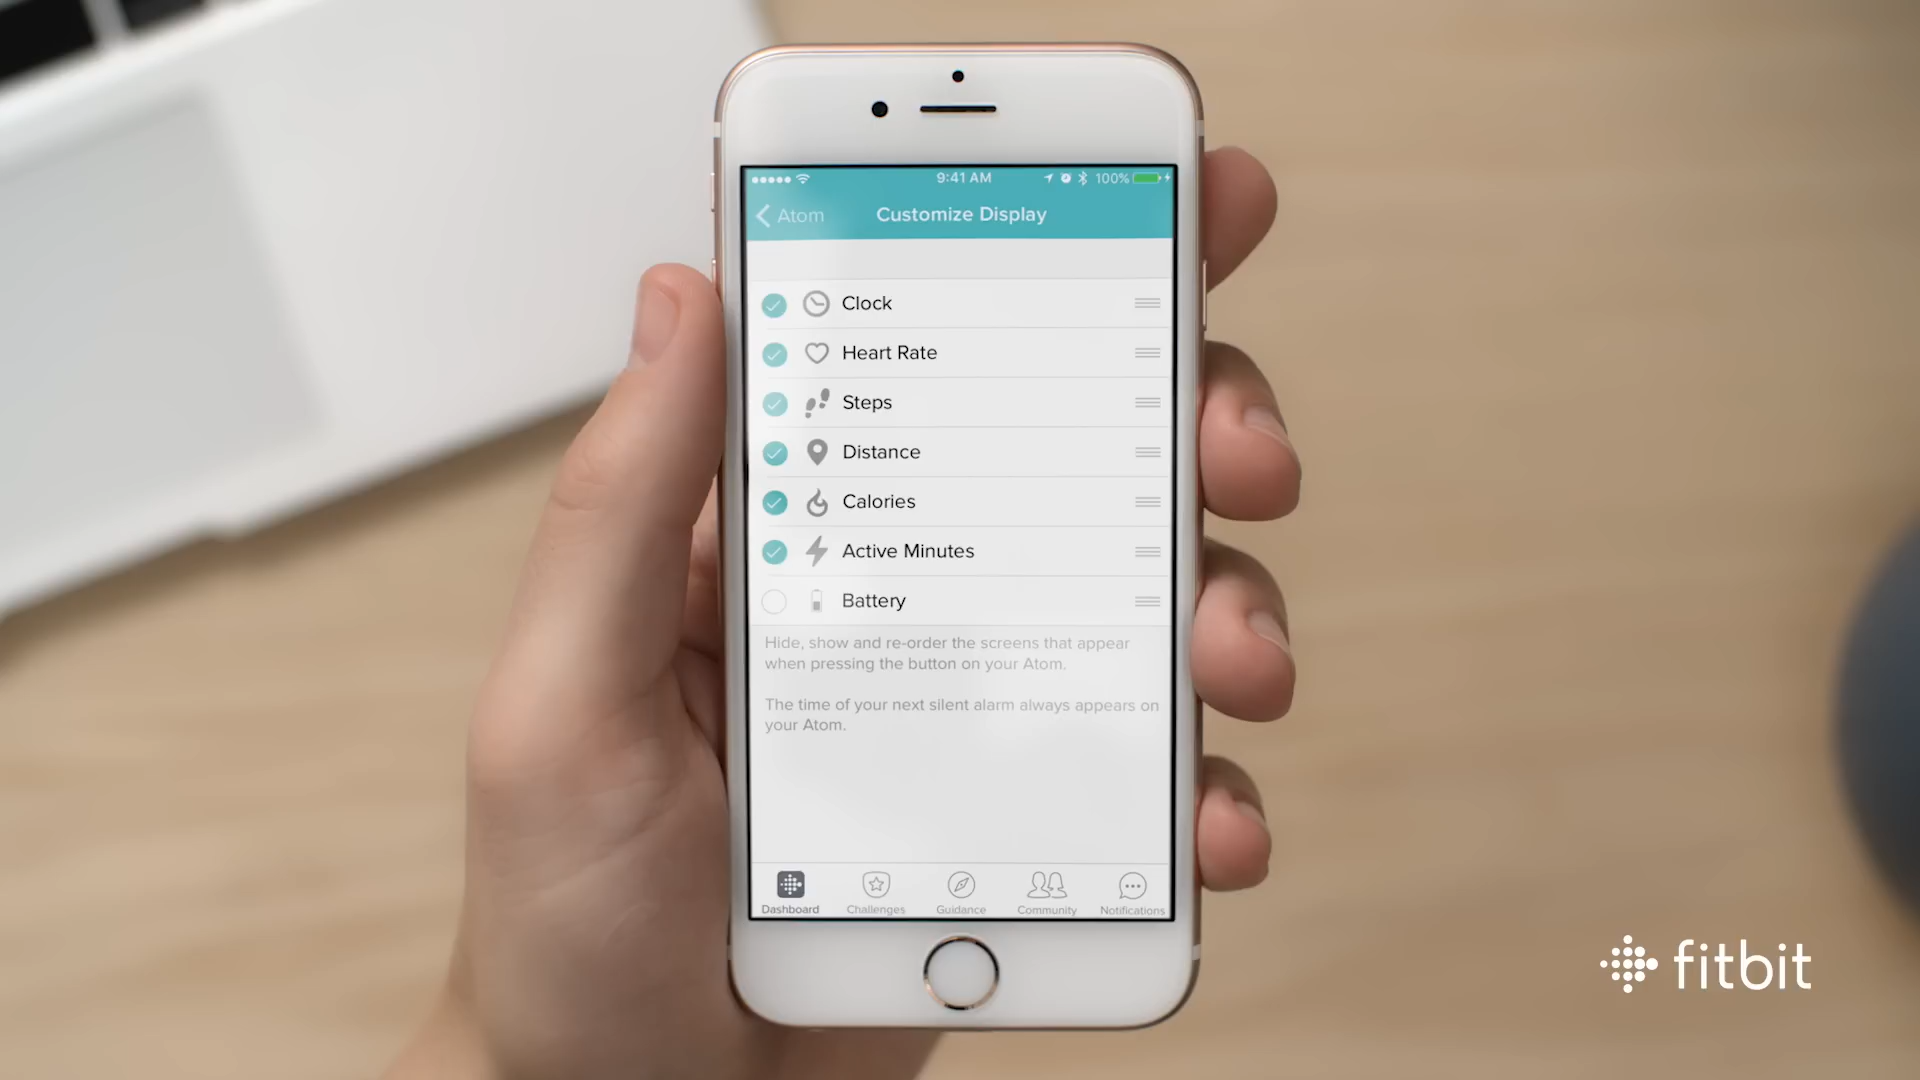 9:41 AM
100%
Atom
Customize Display
Clock
Heart Rate
Steps
Distance
Calories
Active Minutes
Battery
Hide, show and re-order the screens that appear
when pressing the button on your Atom.
The time of your next silent alarm always appears on
your Atom.
Dashboard
Challenges
Guidance
Community
Notifications
fitbit